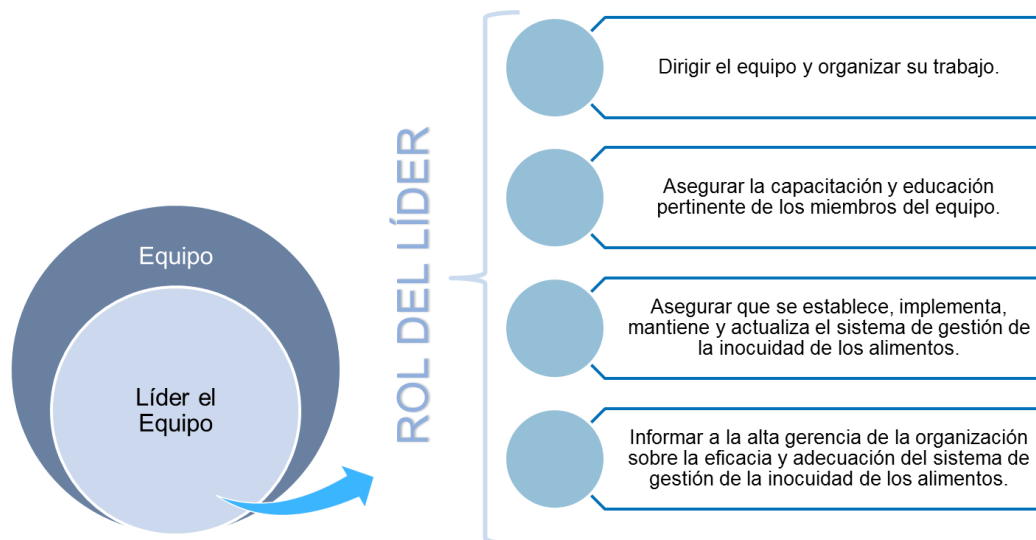 Equipo
Líder el
Equipo
ROL DEL LÍDER
Dirigir el equipo y organizar su trabajo.
Asegurar la capacitación y educación
pertinente de los miembros del equipo.
Asegurar que se establece, implementa,
mantiene y actualiza el sistema de gestión de
la inocuidad de los alimentos.
Informar a la alta gerencia de la organización
sobre la eficacia y adecuación del sistema de
gestión de la inocuidad de los alimentos.